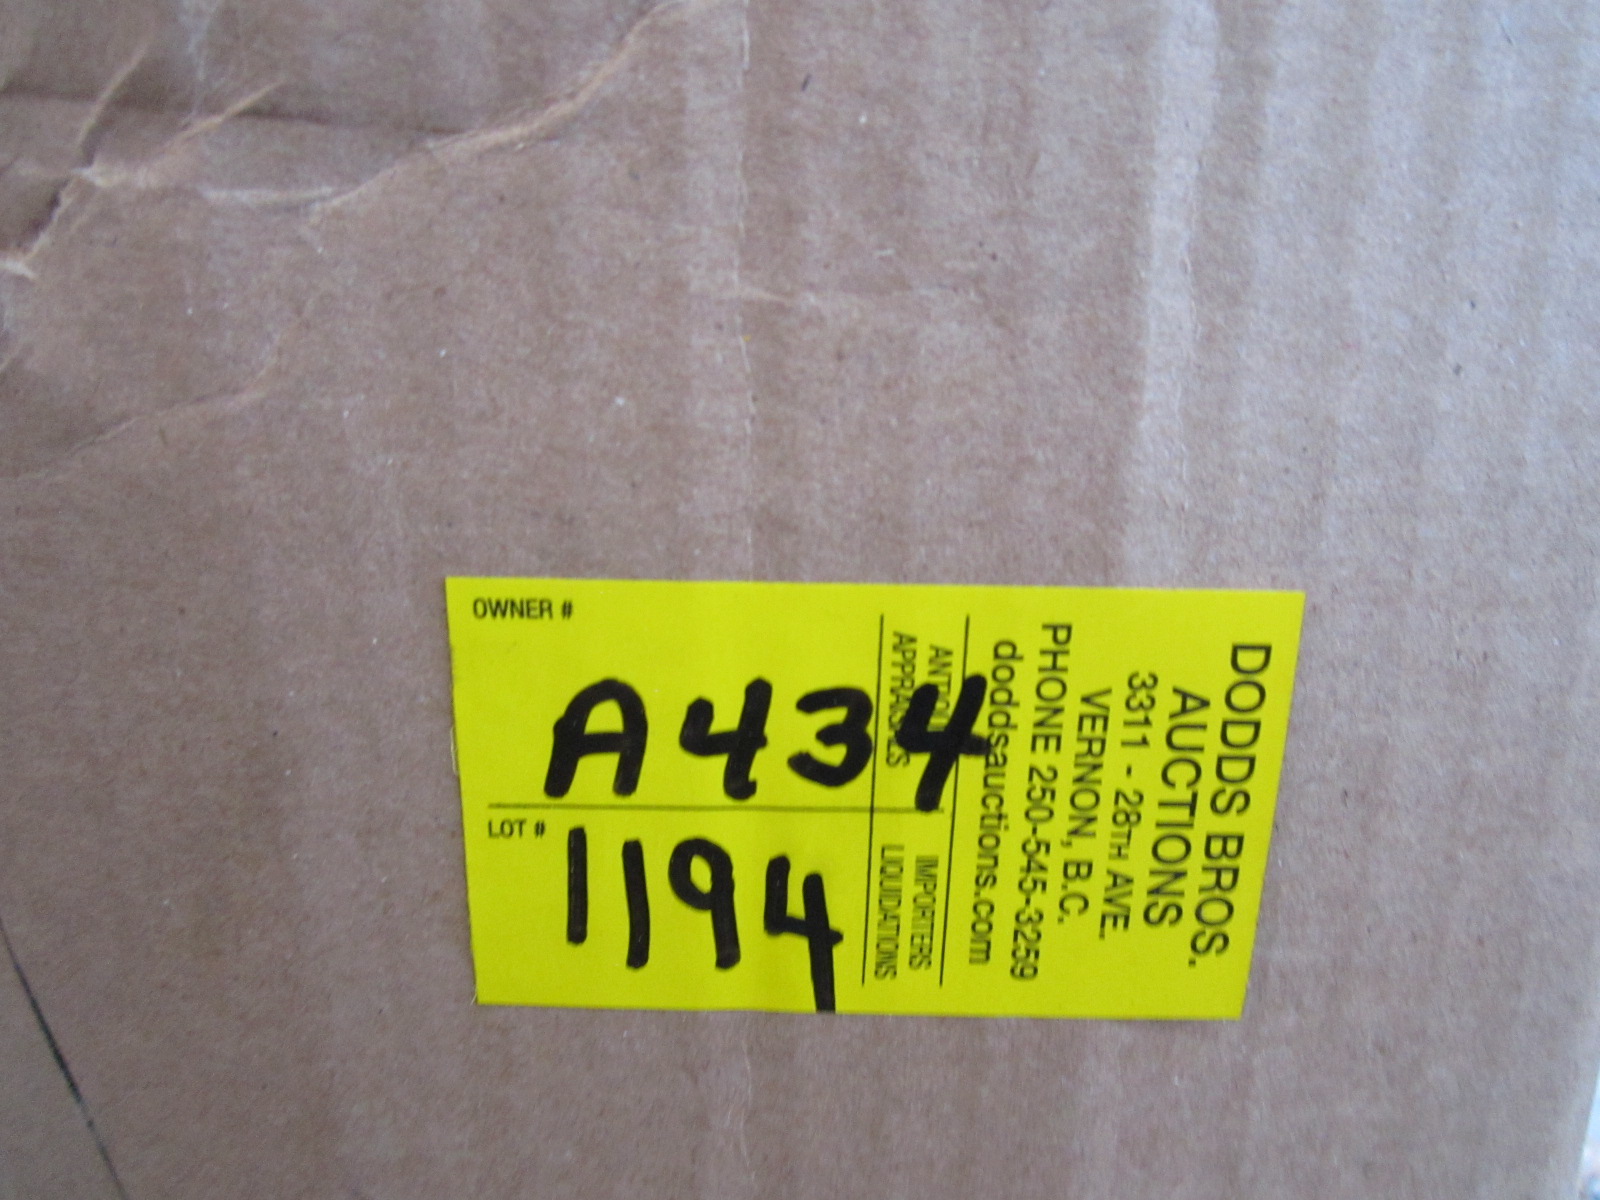 OWNER #
A434
LOT #
1194
DODDS BROS.
AUCTIONS
3311 - 28TH AVE.
VERNON, B.C.
PHONE 250-545-3259
doddsauctions.com
IMPORTERS
APPRAISALS LIQUIDATIONS